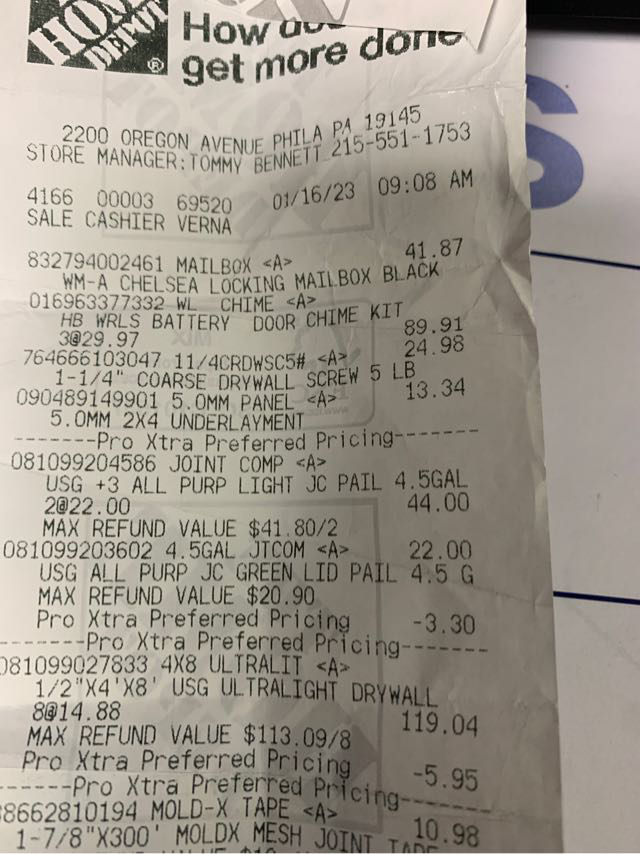 HOM
DEPOT
®
How do
get more done
2200 OREGON AVENUE PHILA PA 19145
STORE MANAGER:TOMMY BENNETT 215-551-1753
4166 00003 69520 01/16/23 09:08 AM
SALE CASHIER VERNA
832794002461 MAILBOX <A> 41.87
WM-A CHELSEA LOCKING MAILBOX BLACK
016963377332 WL CHIME <A>
HB WRLS BATTERY DOOR CHIME KIT
3@29.97 89.91
764666103047 11/4CRDWSC5# <A> 24.98
1-1/4" COARSE DRYWALL SCREW 5 LB
090489149901 5.0MM PANEL <A> 13.34
5.0MM 2X4 UNDERLAYMENT
-------Pro Xtra Preferred Pricing-------
081099204586 JOINT COMP <A>
USG +3 ALL PURP LIGHT JC PAIL 4.5GAL
2@22.00 44.00
MAX REFUND VALUE $41.80/2
081099203602 4.5GAL JTCOM <A> 22.00
USG ALL PURP JC GREEN LID PAIL 4.5 G
MAX REFUND VALUE $20.90
Pro Xtra Preferred Pricing -3.30
-------Pro Xtra Preferred Pricing-------
081099027833 4X8 ULTRALIT <A>
1/2"X4'X8' USG ULTRALIGHT DRYWALL
8@14.88 119.04
MAX REFUND VALUE $113.09/8
Pro Xtra Preferred Pricing -5.95
-------Pro Xtra Preferred Pricing-------
38662810194 MOLD-X TAPE <A> 10.98
1-7/8"X300' MOLDX MESH JOINT TAPE
S